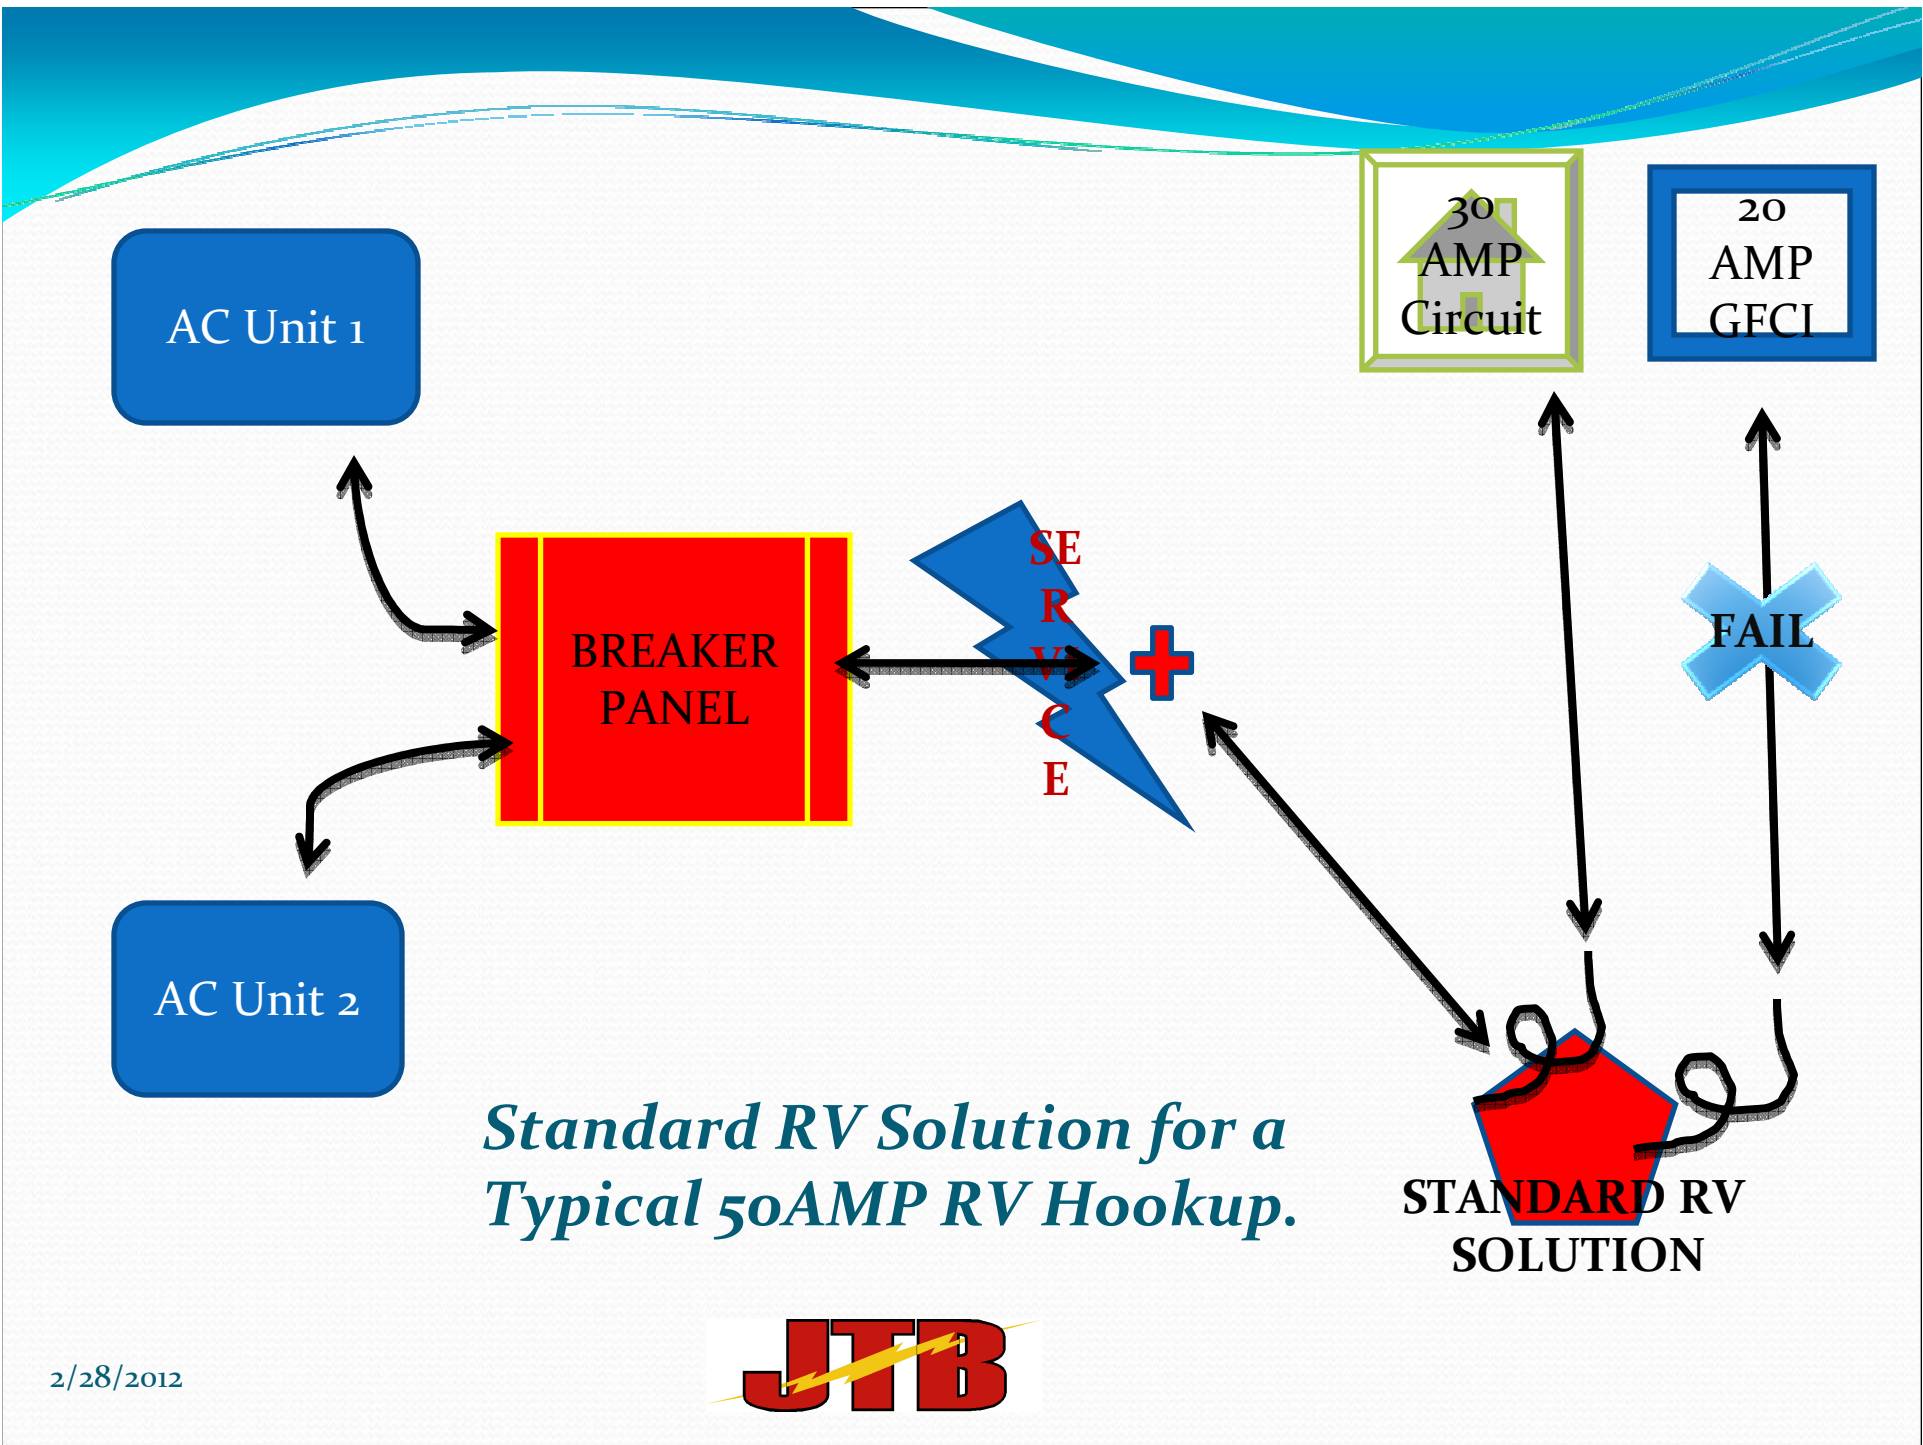 30
AMP
Circuit
20
AMP
GFCI
AC Unit 1
SE
R
V
C
E
BREAKER
PANEL
FAIL
AC Unit 2
Standard RV Solution for a
Typical 50AMP RV Hookup.
STANDARD RV
SOLUTION
JTB
2/28/2012